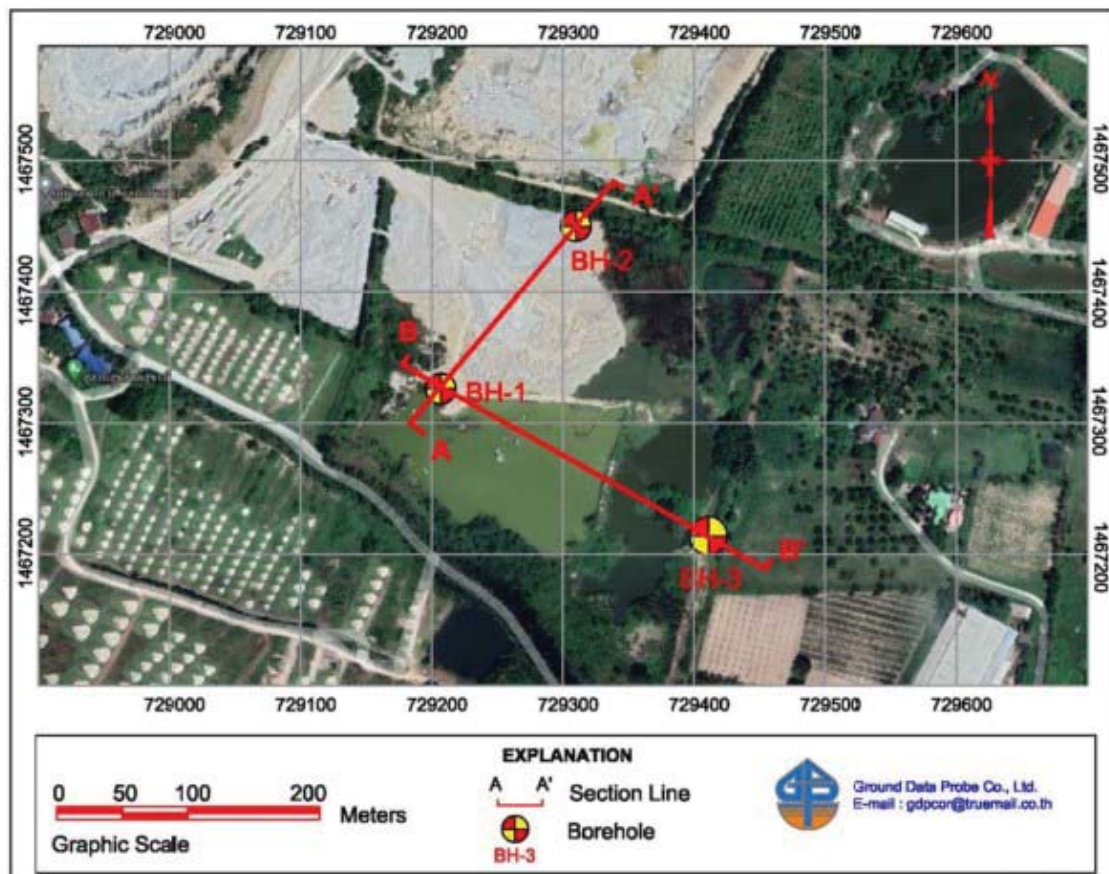 729000 729100 729200 729300 729400 729500 729600
1467500 1467500
1467400 1467400
1467300 1467300
1467200 1467200
N
A'
BH-2
B
BH-1
A
B'
BH-3
729000 729100 729200 729300 729400 729500 729600
EXPLANATION
0 50 100 200
Meters
Graphic Scale
A A'
Section Line
Borehole
BH-3
Ground Data Probe Co., Ltd.
E-mail : gdpcor@truemail.co.th